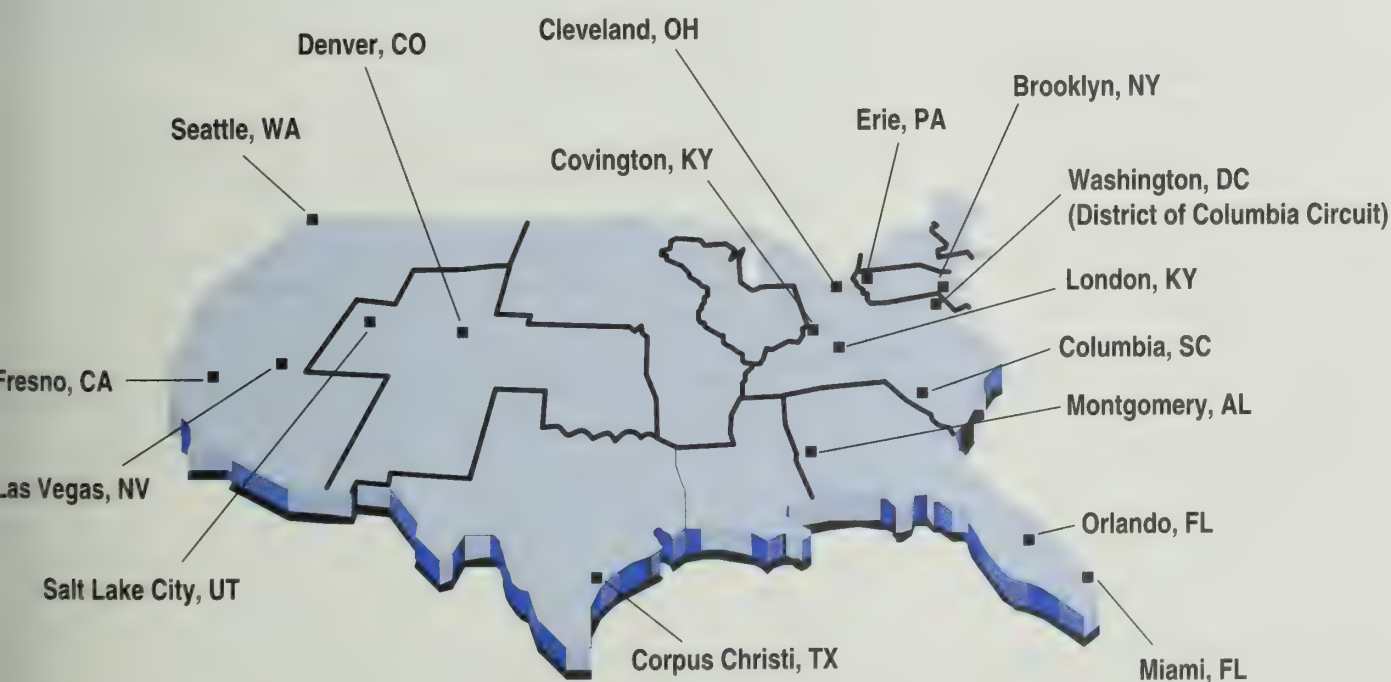 Cleveland, OH
Denver, CO
Brooklyn, NY
Erie, PA
Seattle, WA
Covington, KY
Washington, DC
(District of Columbia Circuit)
London, KY
Columbia, SC
Fresno, CA
Montgomery, AL
Las Vegas, NV
Orlando, FL
Salt Lake City, UT
Corpus Christi, TX
Miami, FL